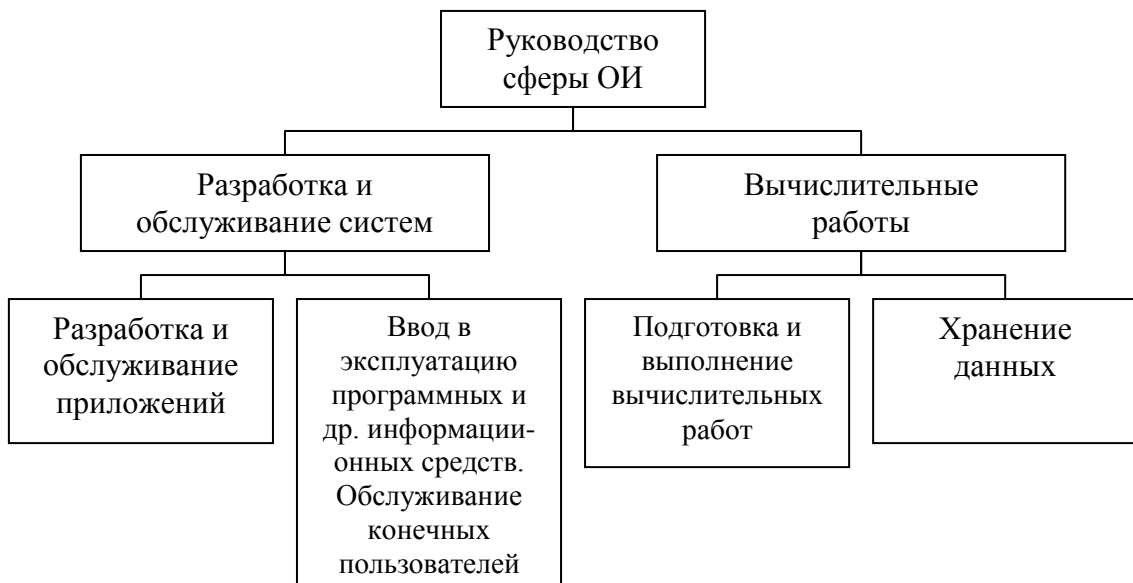 Руководство
сферы ОИ
Разработка и
обслуживание систем
Вычислительные
работы
Разработка и
обслуживание
приложений
Ввод в
эксплуатацию
программных и
др. информаци-
онных средств.
Обслуживание
конечных
пользователей
Подготовка и
выполнение
вычислительных
работ
Хранение
данных